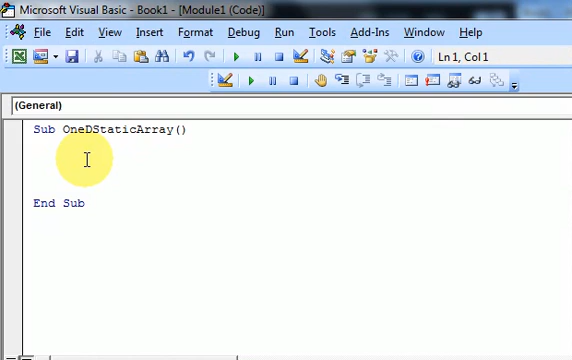 Microsoft Visual Basic - Book1 - [Module1 (Code)]
File Edit View Insert Format Debug Run Tools Add-Ins Window Help
Ln 1, Col 1
(General)
Sub OneDStaticArray()
End Sub